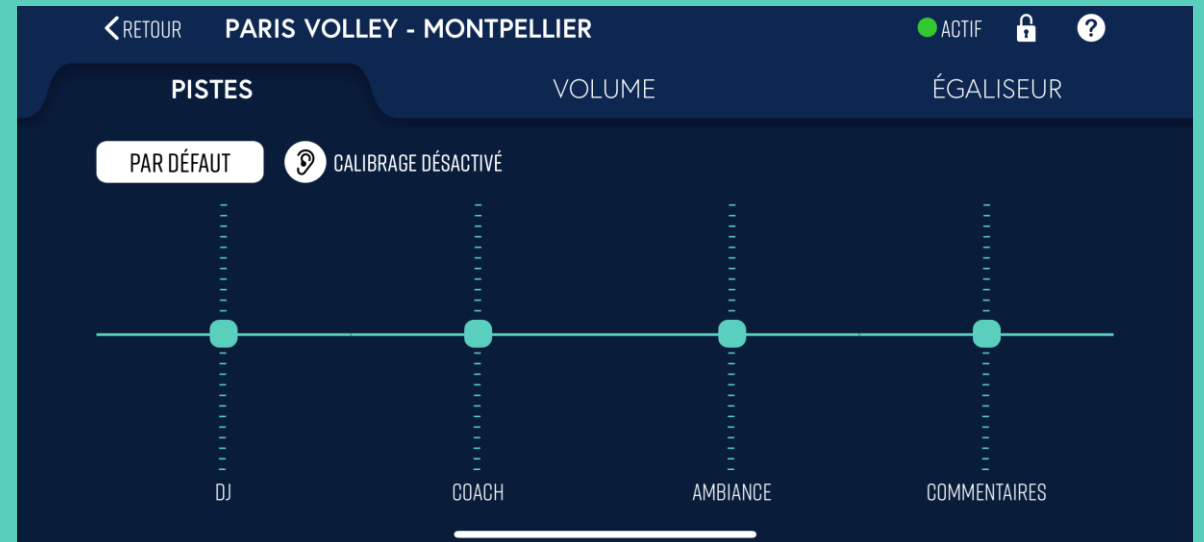 RETOUR PARIS VOLLEY - MONTPELLIER ACTIF ?
PISTES VOLUME ÉGALISEUR
PAR DÉFAUT CALIBRAGE DÉSACTIVÉ
DJ COACH AMBIANCE COMMENTAIRES